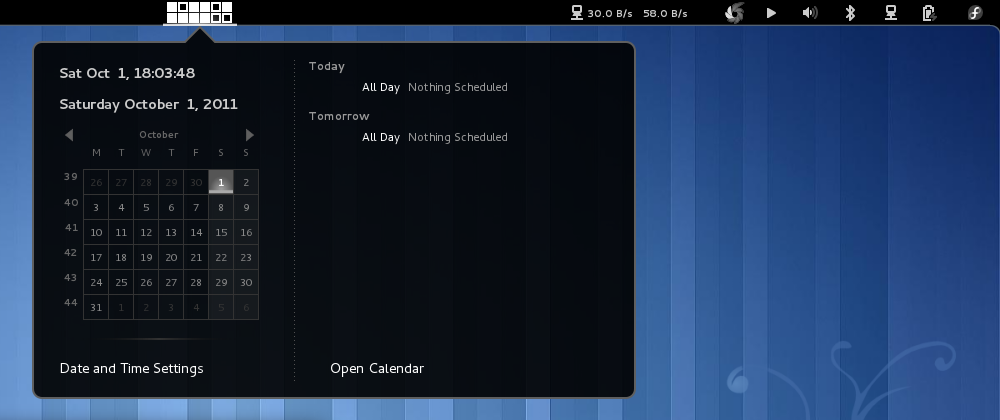 30.0 B/s 58.0 B/s
Sat Oct 1, 18:03:48
Saturday October 1, 2011
October
M T W T F S S
39 26 27 28 29 30 1 2
40 3 4 5 6 7 8 9
41 10 11 12 13 14 15 16
42 17 18 19 20 21 22 23
43 24 25 26 27 28 29 30
44 31 1 2 3 4 5 6
Date and Time Settings
Today
All Day Nothing Scheduled
Tomorrow
All Day Nothing Scheduled
Open Calendar